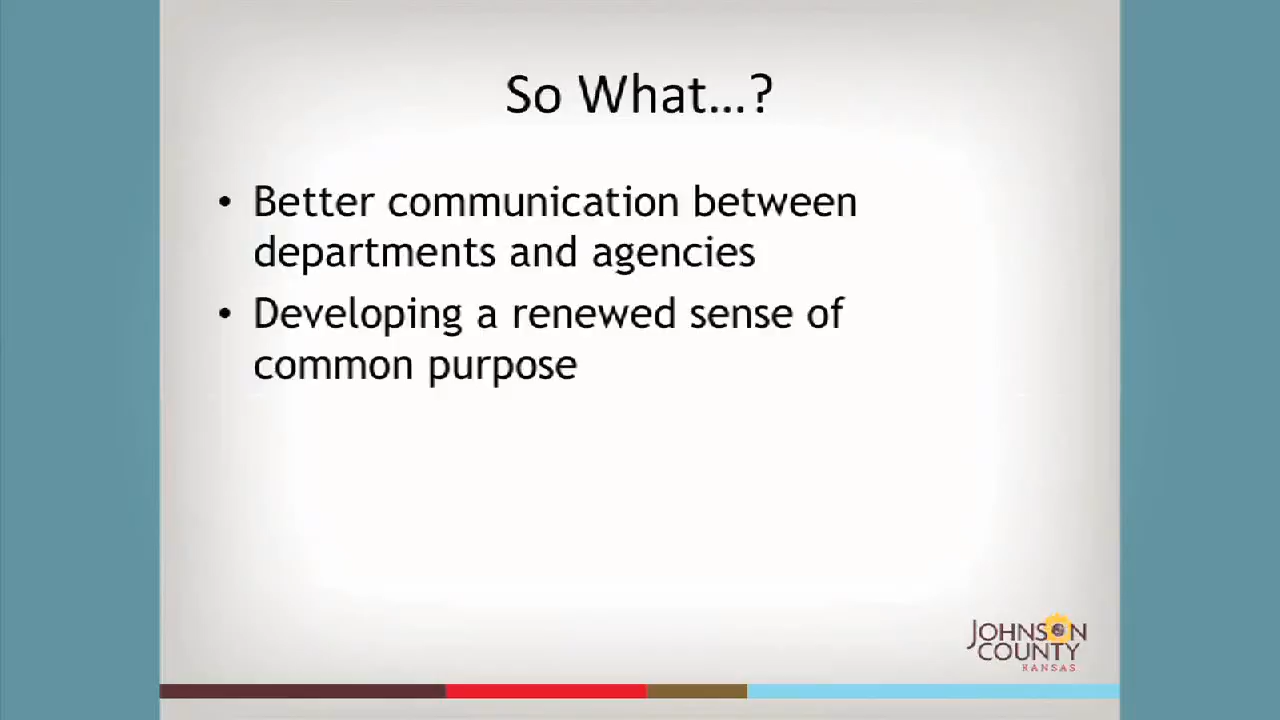 So What...?
• Better communication between
departments and agencies
• Developing a renewed sense of
common purpose
JOHNSON
COUNTY
KANSAS